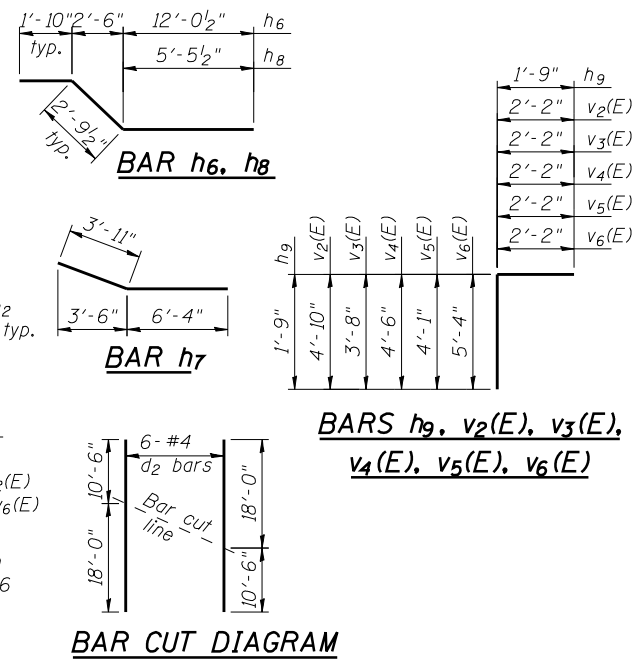 1'-10" 2'-6" 12'-0½" h6
typ. 5'-5½" h8
2'-9½"
typ.
BAR h6, h8
1'-9" h9
2'-2" v2(E)
2'-2" v3(E)
2'-2" v4(E)
2'-2" v5(E)
2'-2" v6(E)
3'-11"
2
typ.
3'-6" 6'-4"
BAR h7
h9 v2(E) v3(E) v4(E) v5(E) v6(E)
1'-9" 4'-10" 3'-8" 4'-6" 4'-1" 5'-4"
BARS h9, v2(E), v3(E),
v4(E), v5(E), v6(E)
6- #4
d2 bars
10'-6" 18'-0"
Bar cut
line
18'-0" 10'-6"
2(E)
v6(E)
6
BAR CUT DIAGRAM